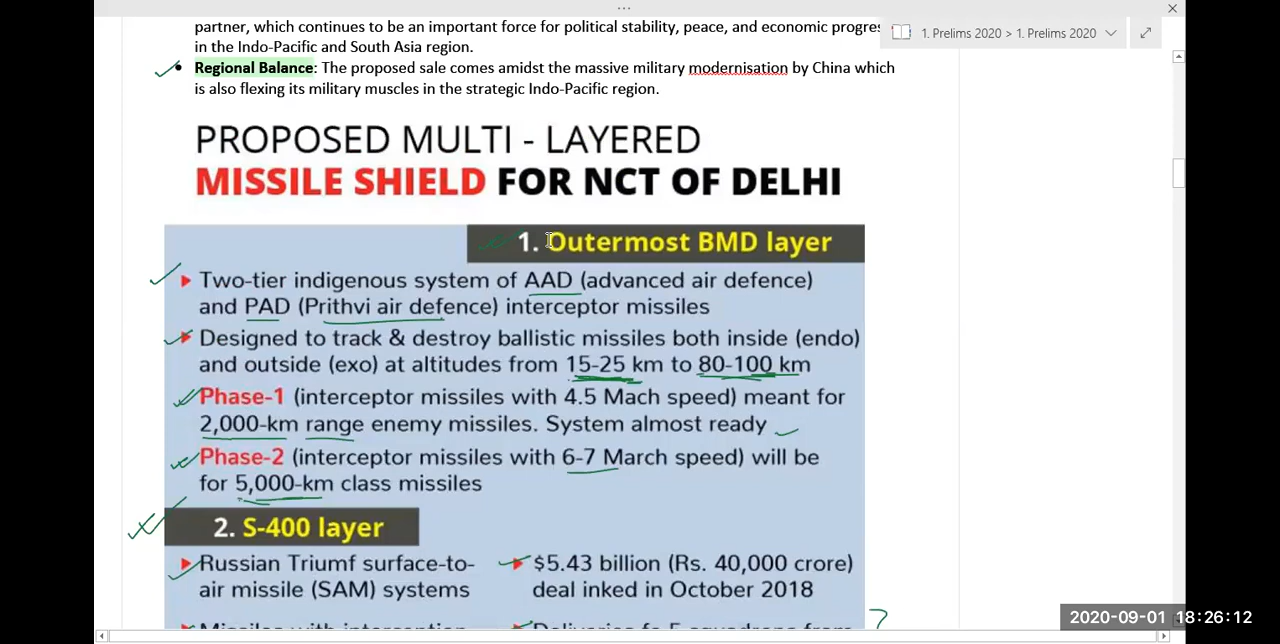 partner, which continues to be an important force for political stability, peace, and economic progress
1. Prelims 2020 > 1. Prelims 2020
in the Indo-Pacific and South Asia region.
• Regional Balance: The proposed sale comes amidst the massive military modernisation by China which
is also flexing its military muscles in the strategic Indo-Pacific region.
PROPOSED MULTI - LAYERED
MISSILE SHIELD FOR NCT OF DELHI
1. Outermost BMD layer
Two-tier indigenous system of AAD (advanced air defence)
and PAD (Prithvi air defence) interceptor missiles
Designed to track & destroy ballistic missiles both inside (endo)
and outside (exo) at altitudes from 15-25 km to 80-100 km
Phase-1 (interceptor missiles with 4.5 Mach speed) meant for
2,000-km range enemy missiles. System almost ready
Phase-2 (interceptor missiles with 6-7 March speed) will be
for 5,000-km class missiles
2. S-400 layer
Russian Triumf surface-to-
air missile (SAM) systems
$5.43 billion (Rs. 40,000 crore)
deal inked in October 2018
Missiles with interception
2020-09-01 18:26:12